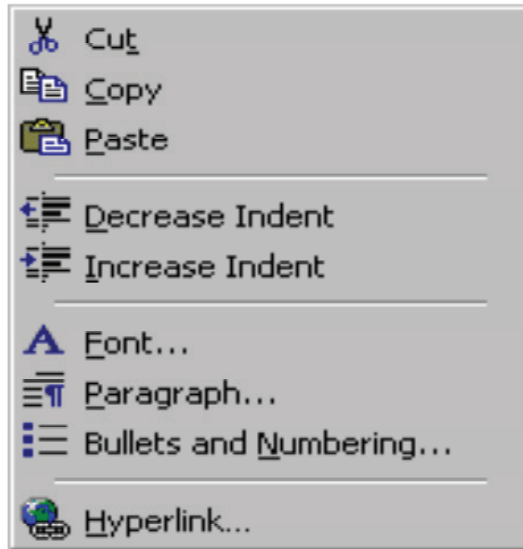 Cut
Copy
Paste
Decrease Indent
Increase Indent
Font...
Paragraph...
Bullets and Numbering...
Hyperlink...